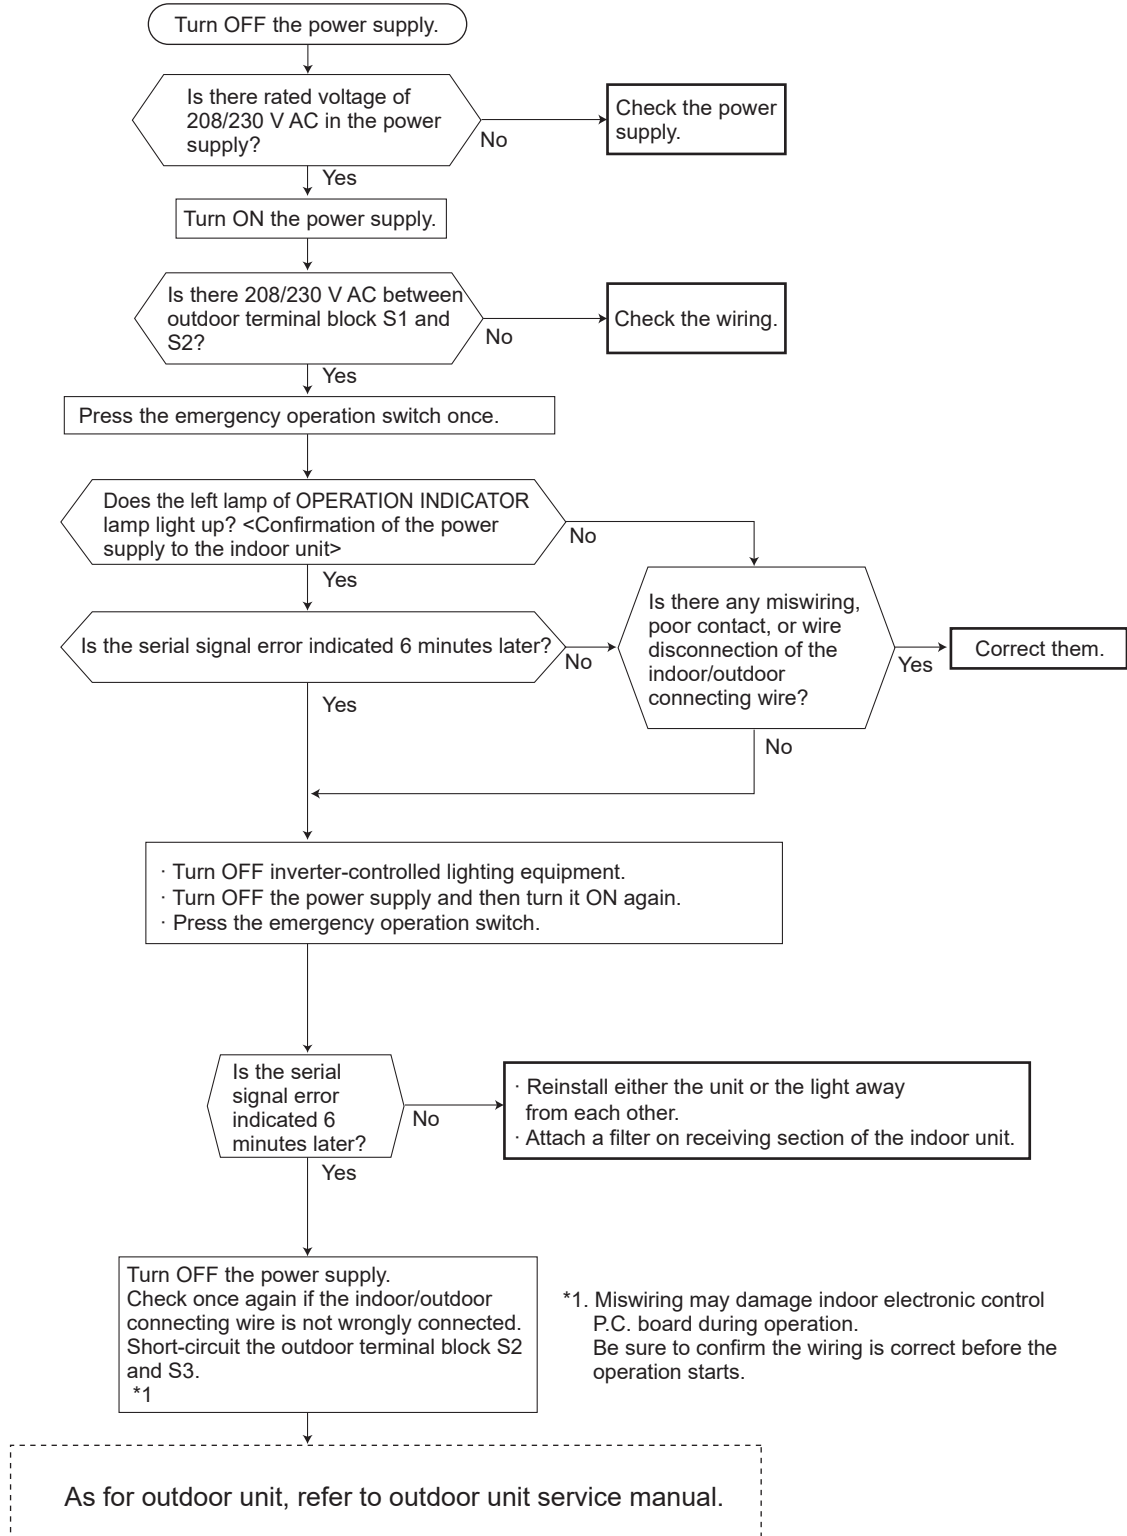 Turn OFF the power supply.
Is there rated voltage of
208/230 V AC in the power
supply?
No
Check the power
supply.
Yes
Turn ON the power supply.
Is there 208/230 V AC between
outdoor terminal block S1 and
S2?
No
Check the wiring.
Yes
Press the emergency operation switch once.
Does the left lamp of OPERATION INDICATOR
lamp light up? <Confirmation of the power
supply to the indoor unit>
No
Yes
Is the serial signal error indicated 6 minutes later?
No
Is there any miswiring,
poor contact, or wire
disconnection of the
indoor/outdoor
connecting wire?
Yes
Correct them.
Yes
No
· Turn OFF inverter-controlled lighting equipment.
· Turn OFF the power supply and then turn it ON again.
· Press the emergency operation switch.
Is the serial
signal error
indicated 6
minutes later?
No
· Reinstall either the unit or the light away
from each other.
· Attach a filter on receiving section of the indoor unit.
Yes
Turn OFF the power supply.
Check once again if the indoor/outdoor
connecting wire is not wrongly connected.
Short-circuit the outdoor terminal block S2
and S3.
*1
*1. Miswiring may damage indoor electronic control
P.C. board during operation.
Be sure to confirm the wiring is correct before the
operation starts.
As for outdoor unit, refer to outdoor unit service manual.